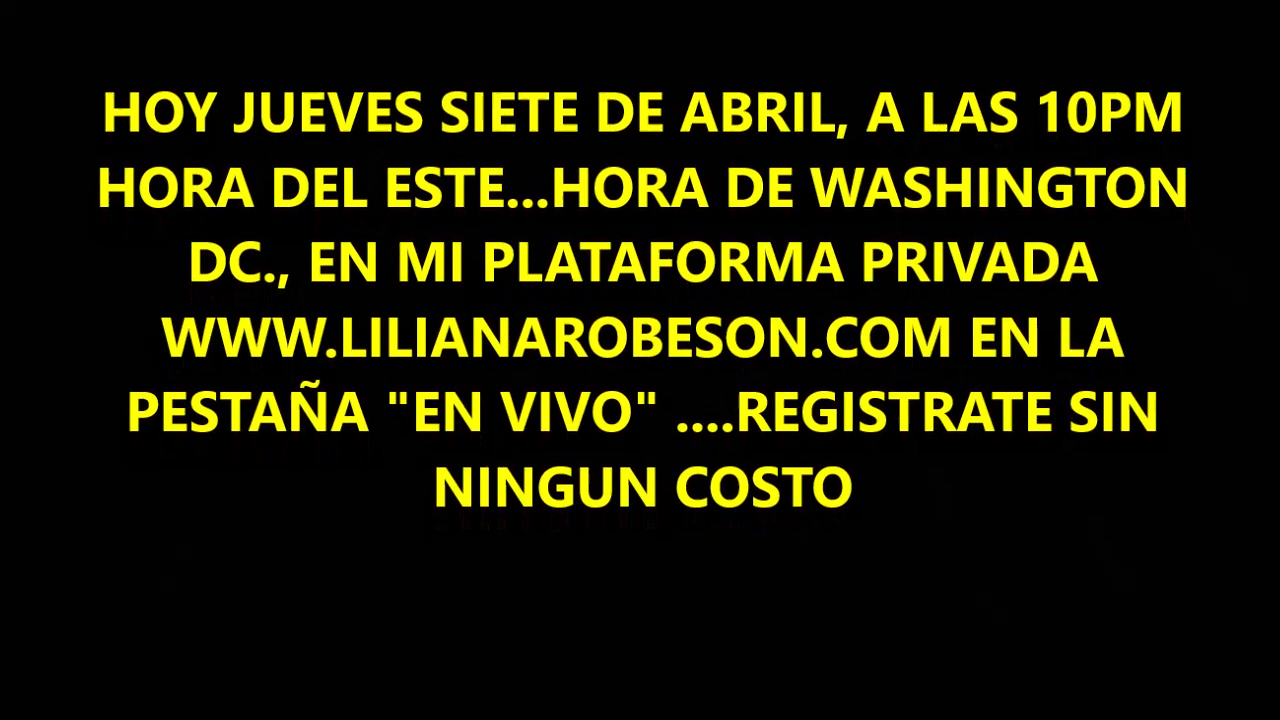 HOY JUEVES SIETE DE ABRIL, A LAS 10PM
HORA DEL ESTE...HORA DE WASHINGTON
DC., EN MI PLATAFORMA PRIVADA
WWW.LILIANAROBESON.COM EN LA
PESTAÑA "EN VIVO" ....REGISTRATE SIN
NINGUN COSTO